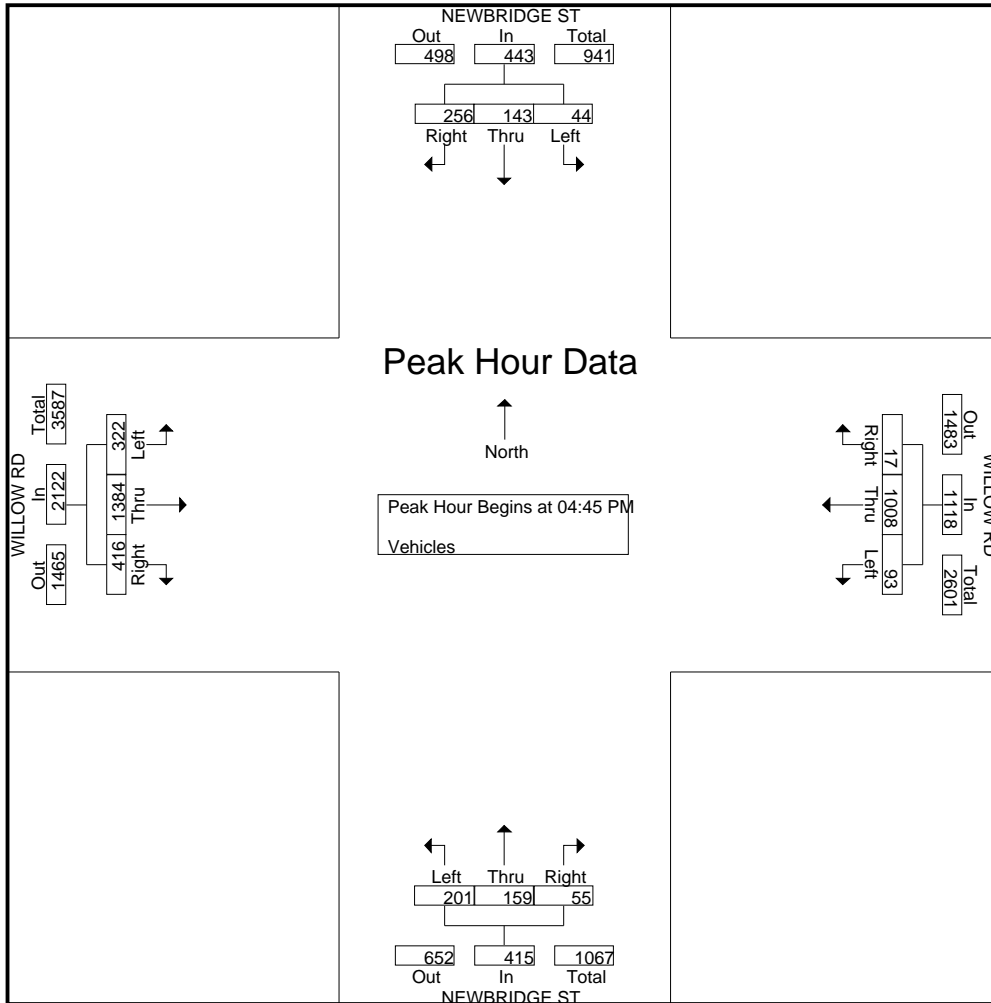 NEWBRIDGE ST
Out In Total
498 443 941
256 143 44
Right Thru Left
Peak Hour Data
North
Peak Hour Begins at 04:45 PM
Vehicles
WILLOW RD
Total In Out
3587 2122 1465
322 1384 416
Left Thru Right
Right Thru Left
17 1008 93
Out In Total
1483 1118 2601
WILLOW RD
Left Thru Right
201 159 55
652 415 1067
Out In Total
NEWBRIDGE ST